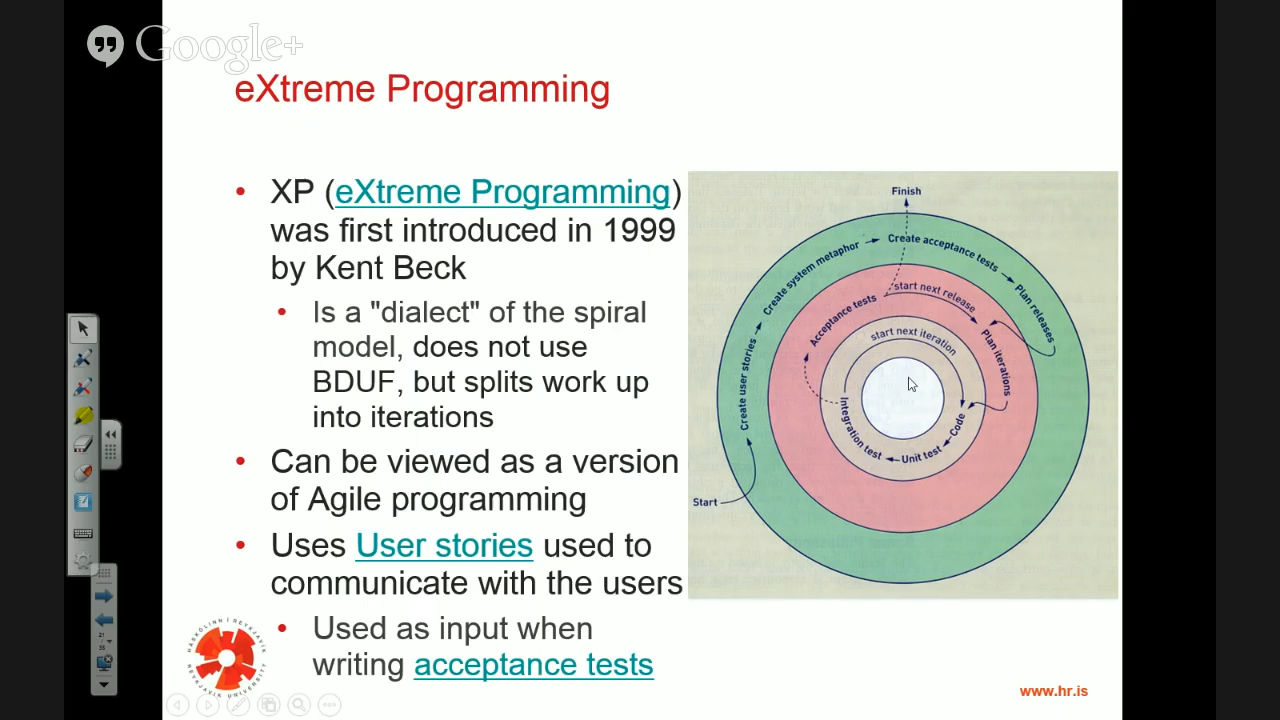 Google+
eXtreme Programming
XP (eXtreme Programming)
was first introduced in 1999
by Kent Beck
Is a "dialect" of the spiral
model, does not use
BDUF, but splits work up
into iterations
Can be viewed as a version
of Agile programming
Uses User stories used to
communicate with the users
Used as input when
writing acceptance tests
Finish
Create user stories
Create system metaphor
Create acceptance tests
Plan releases
Acceptance tests
start next release
Plan iterations
start next iteration
Code
Unit test
Integration test
Start
HÁSKÓLINN Í REYKJAVÍK
REYKJAVIK UNIVERSITY
www.hr.is